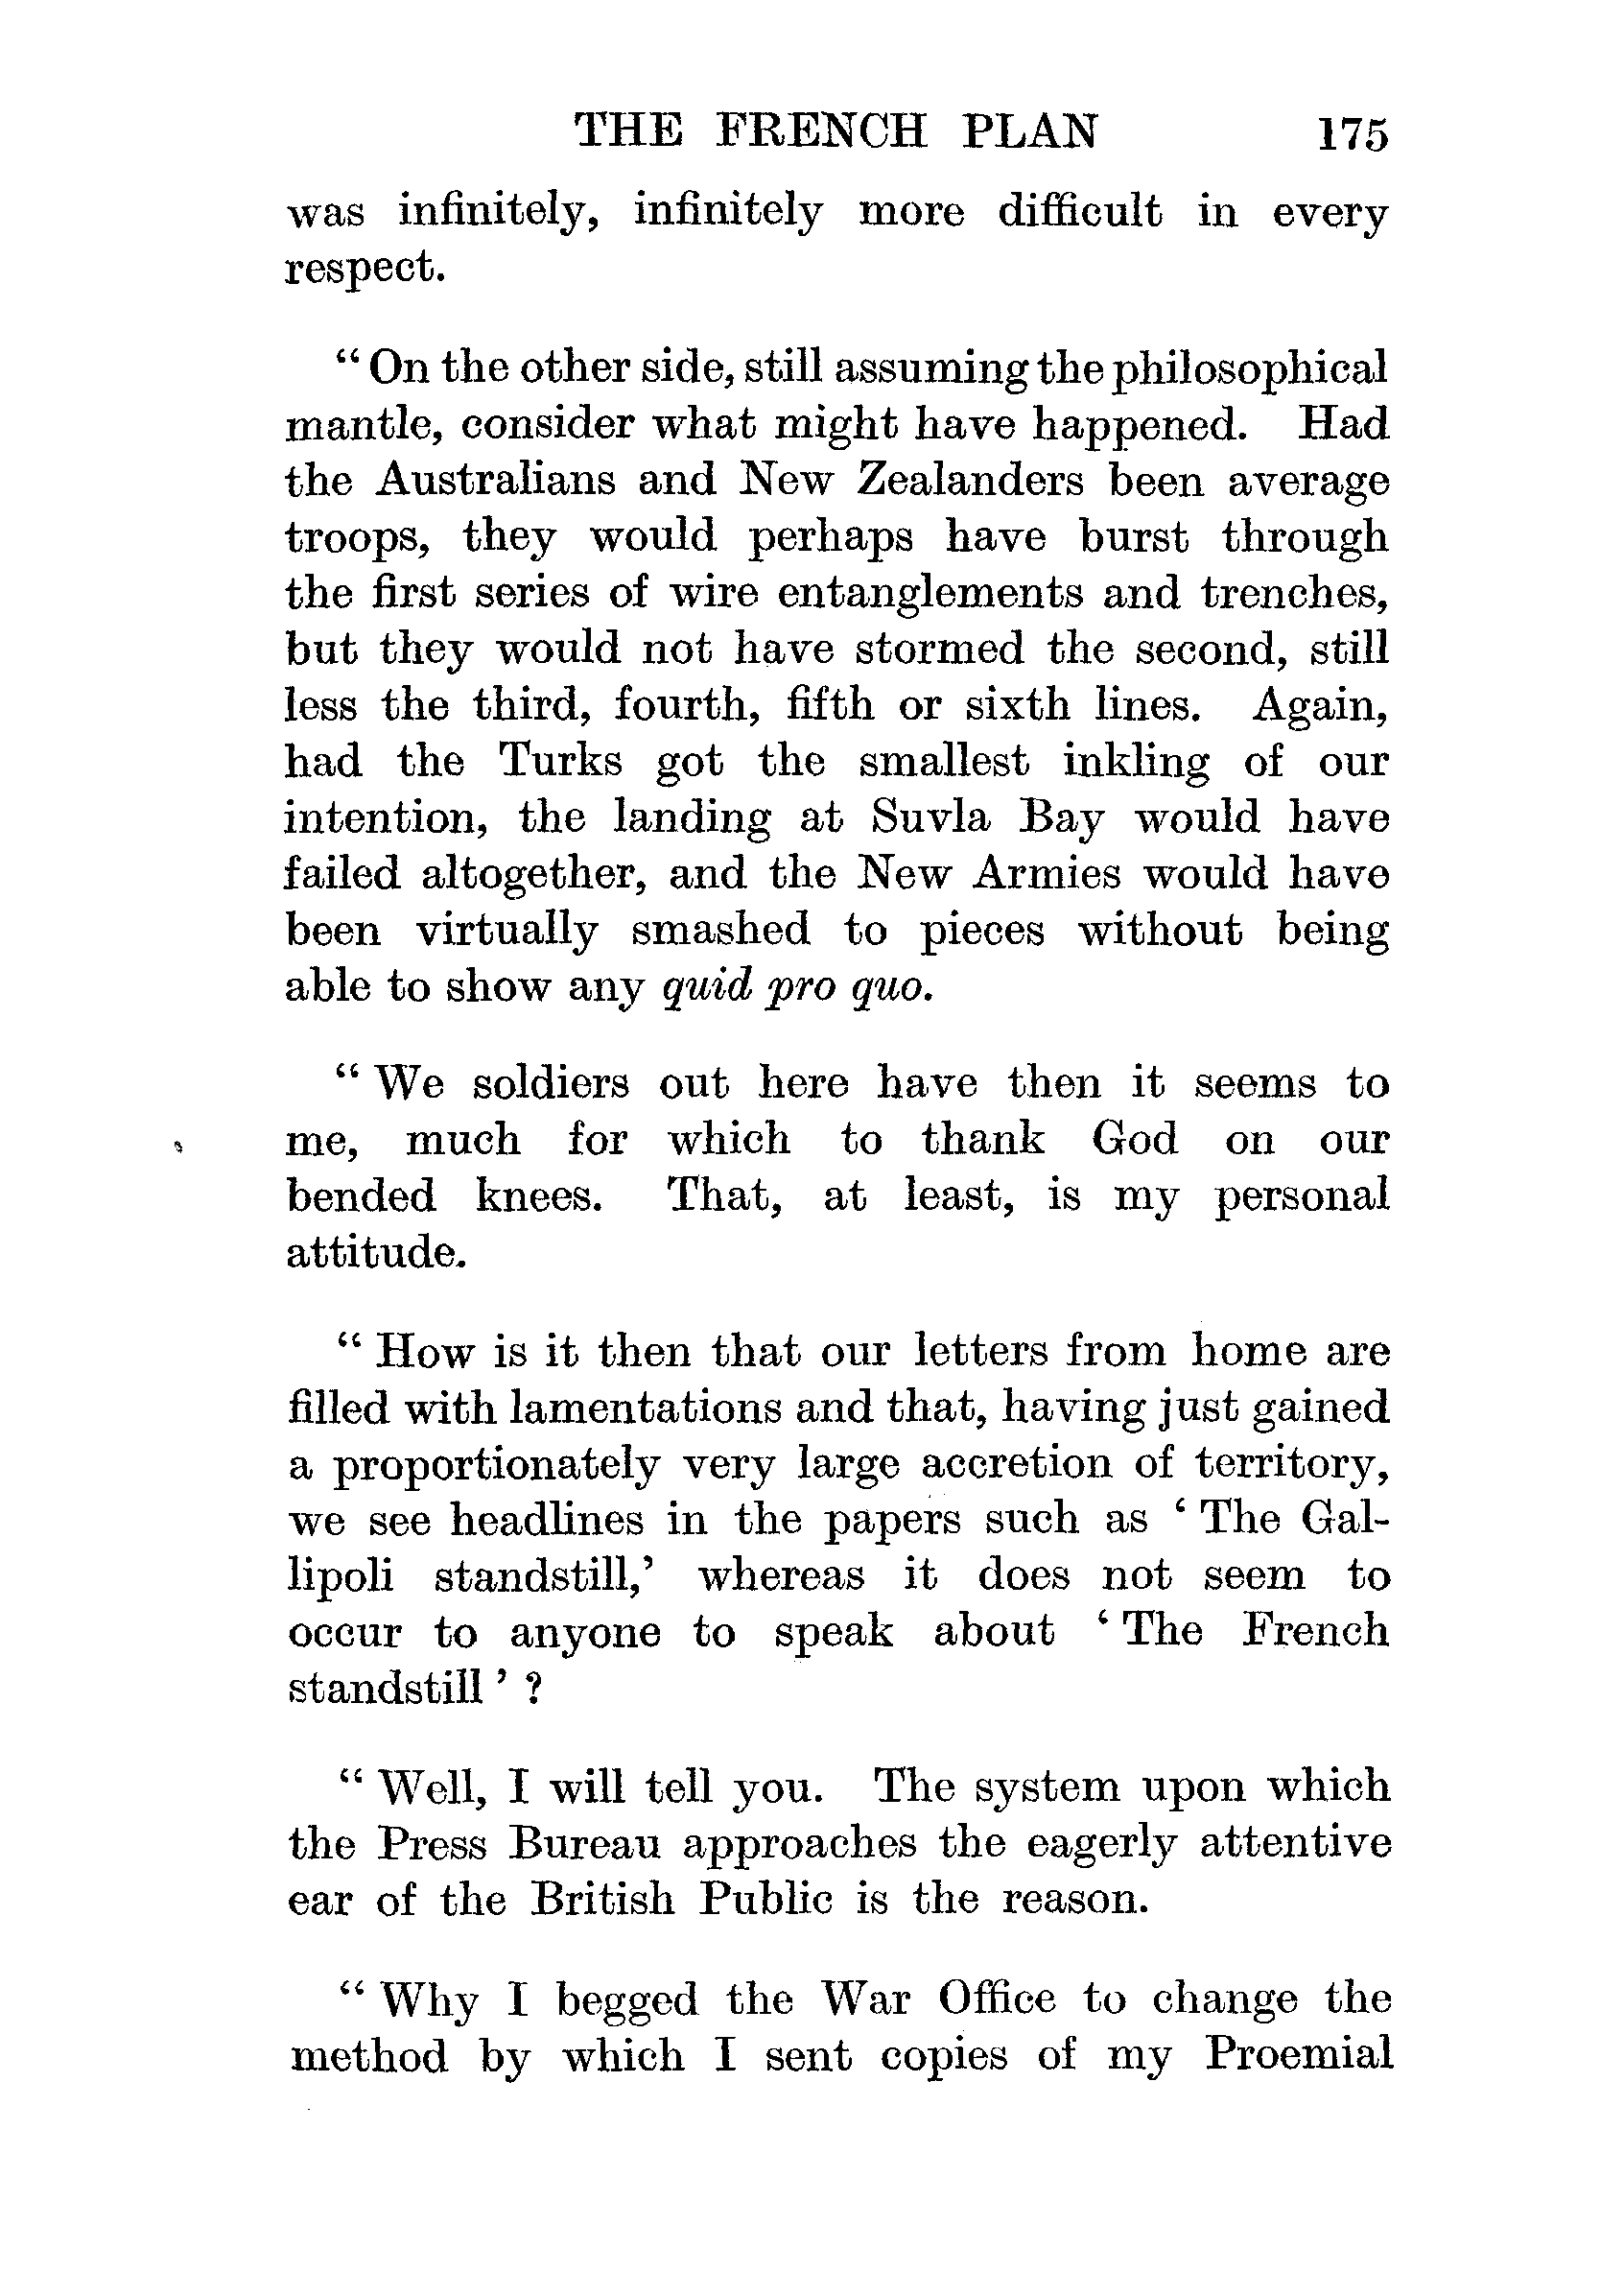 THE FRENCH PLAN 175
was infinitely, infinitely more difficult in every
respect.
“ On the other side, still assuming the philosophical
mantle, consider what might have happened. Had
the Australians and New Zealanders been average
troops, they would perhaps have burst through
the first series of wire entanglements and trenches,
but they would not have stormed the second, still
less the third, fourth, fifth or sixth lines. Again,
had the Turks got the smallest inkling of our
intention, the landing at Suvla Bay would have
failed altogether, and the New Armies would have
been virtually smashed to pieces without being
able to show any quid pro quo.
“ We soldiers out here have then it seems to
me, much for which to thank God on our
bended knees. That, at least, is my personal
attitude.
“ How is it then that our letters from home are
filled with lamentations and that, having just gained
a proportionately very large accretion of territory,
we see headlines in the papers such as ‘ The Gal-
lipoli standstill,’ whereas it does not seem to
occur to anyone to speak about ‘ The French
standstill ’ ?
“ Well, I will tell you. The system upon which
the Press Bureau approaches the eagerly attentive
ear of the British Public is the reason.
“ Why I begged the War Office to change the
method by which I sent copies of my Proemial